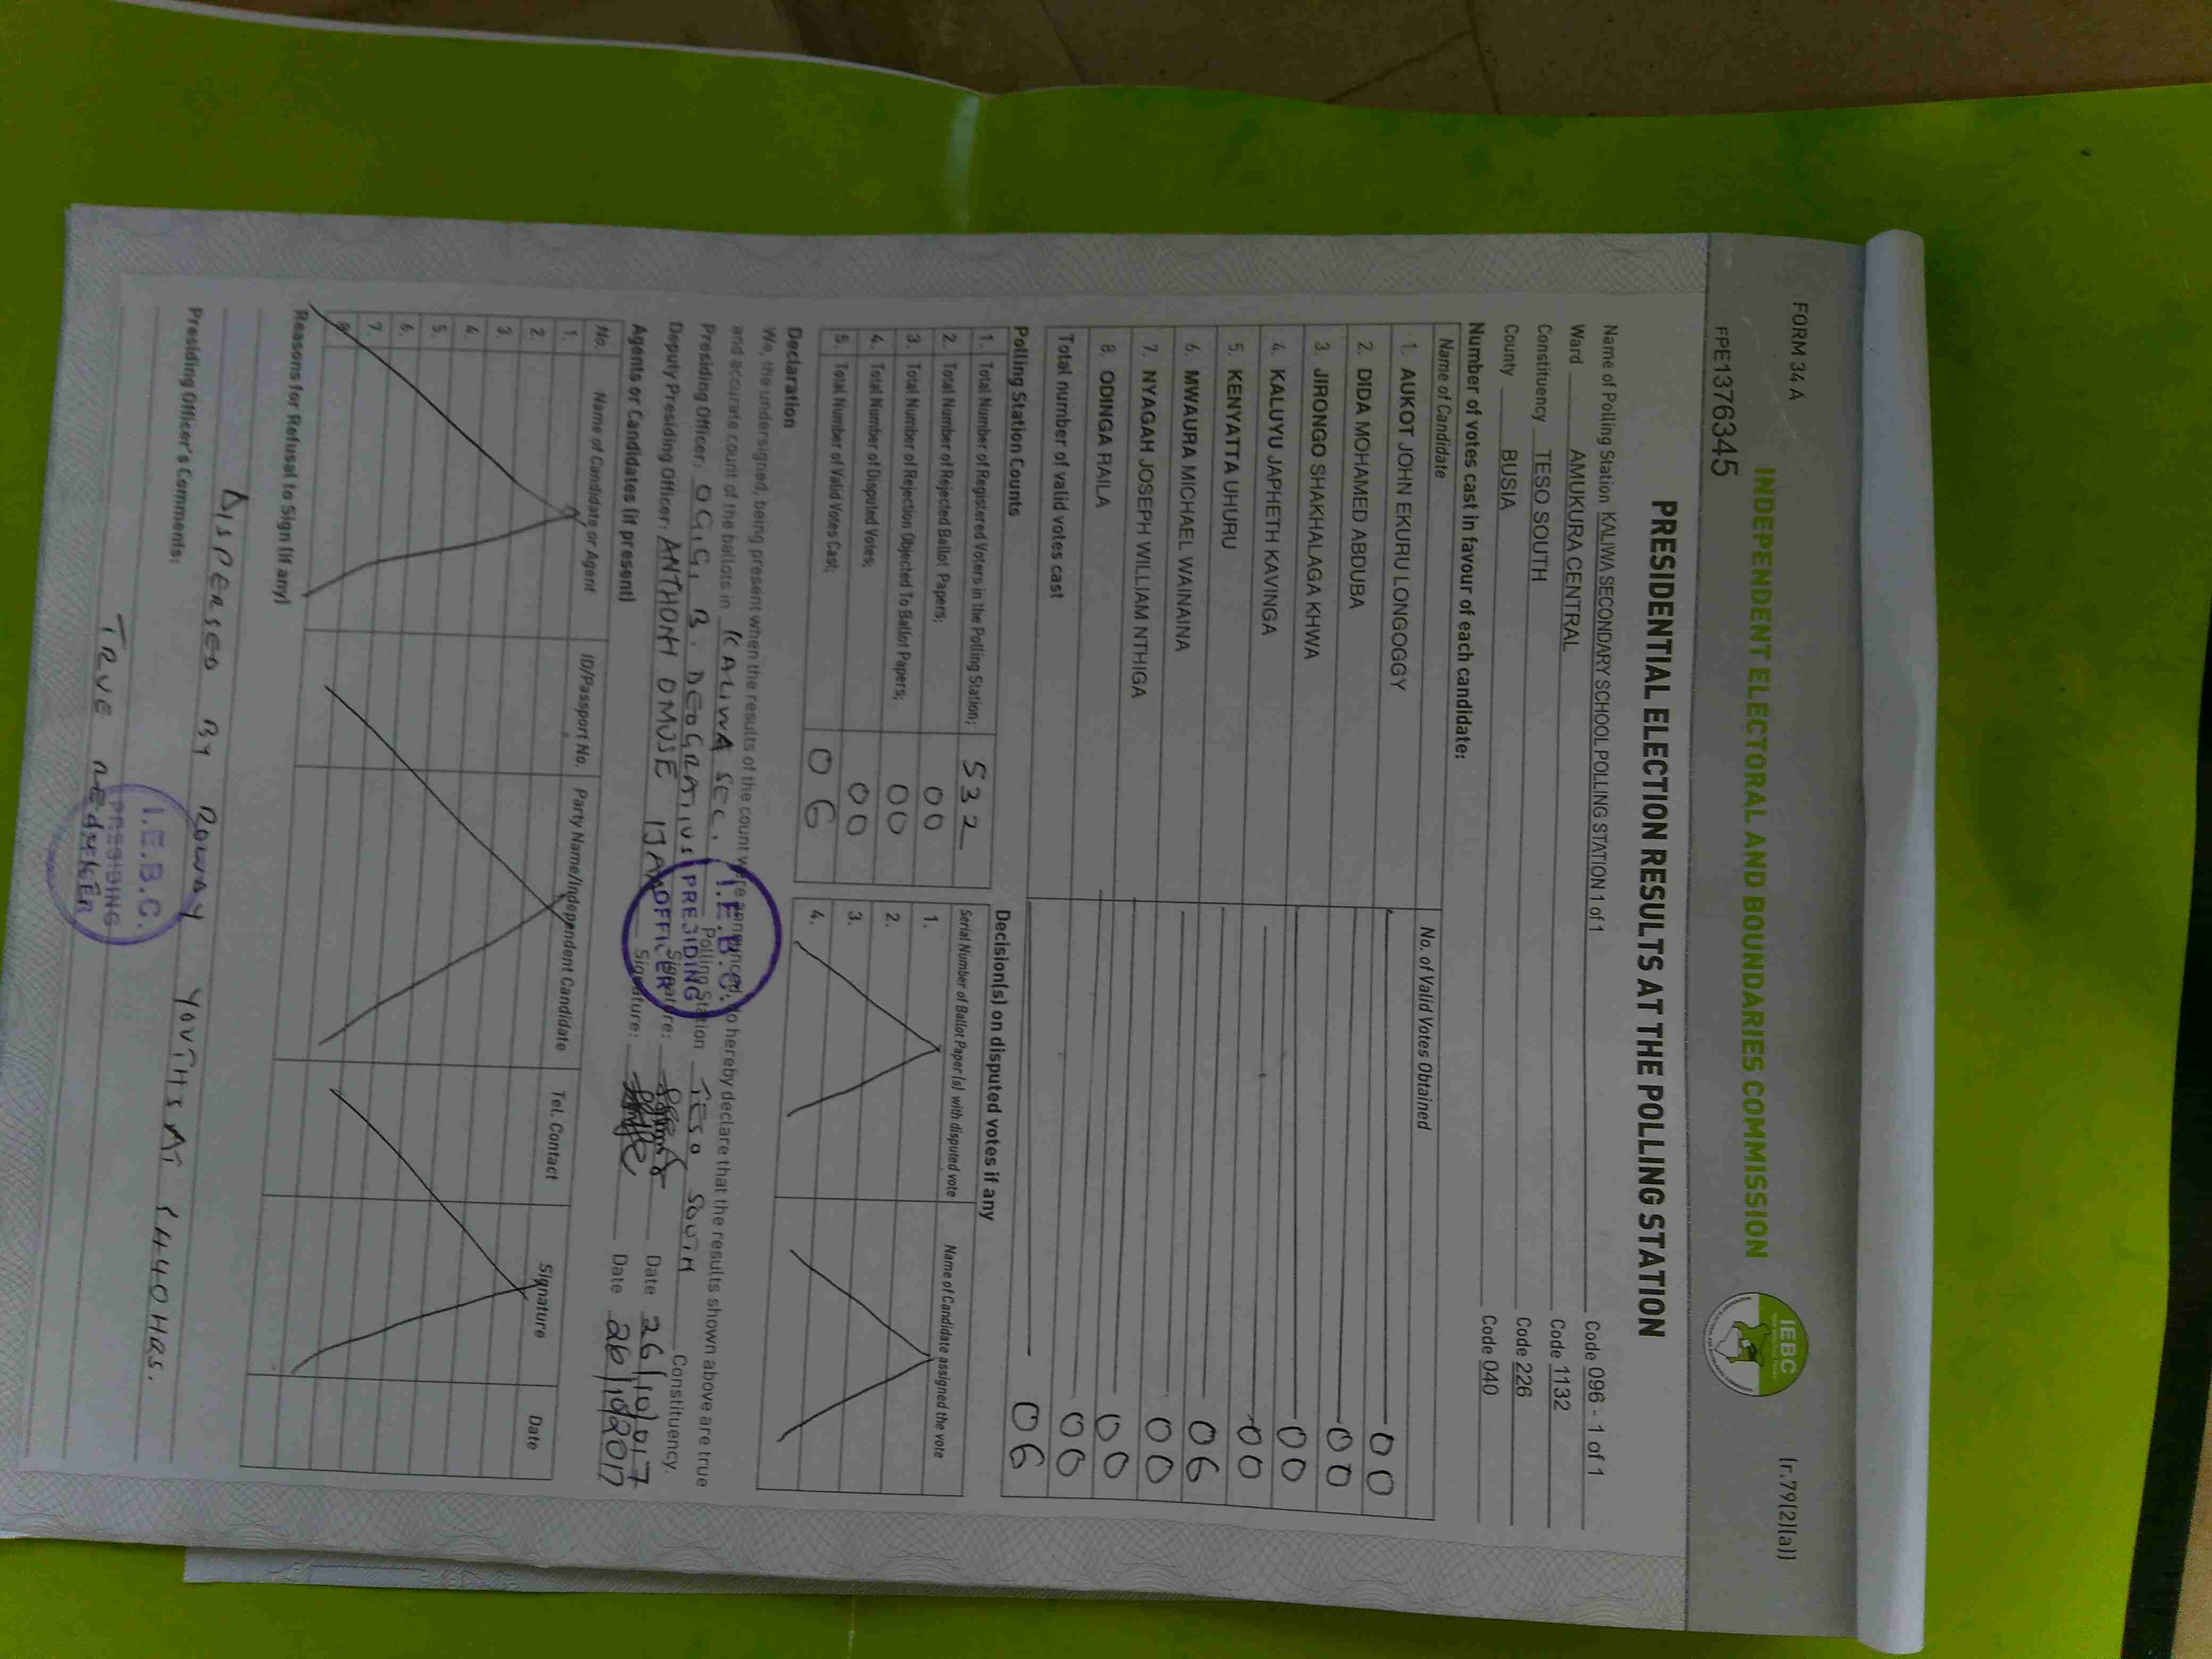 FORM 34A
(r.79(2)(a))
INDEPENDENT ELECTORAL AND BOUNDARIES COMMISSION
IEBC
FPE1376345
PRESIDENTIAL ELECTION RESULTS AT THE POLLING STATION
Name of Polling Station KALIWA SECONDARY SCHOOL POLLING STATION 1 of 1 Code 096 - 1 of 1
Ward AMUKURA CENTRAL Code 1132
Constituency TESO SOUTH Code 226
County BUSIA Code 040
Number of votes cast in favour of each candidate:
Name of Candidate No. of Valid Votes Obtained
1. AUKOT JOHN EKURU LONGOGGY 00
2. DIDA MOHAMED ABDUBA 00
3. JIRONGO SHAKHALAGA KHWA 00
4. KALUYU JAPHETH KAVINGA 00
5. KENYATTA UHURU 06
6. MWAURA MICHAEL WAINAINA 00
7. NYAGAH JOSEPH WILLIAM NTHIGA 00
8. ODINGA RAILA 00
Total number of valid votes cast 06
Polling Station Counts
1. Total Number of Registered Voters in the Polling Station; 532
2. Total Number of Rejected Ballot Papers; 00
3. Total Number of Rejection Objected To Ballot Papers; 00
4. Total Number of Disputed Votes; 00
5. Total Number of Valid Votes Cast; 06
Decision(s) on disputed votes if any
Serial Number of Ballot Paper(s) with disputed vote Name of Candidate assigned the vote
1.
2.
3.
4.
Declaration
We, the undersigned, being present when the results of the count were announced, do hereby declare that the results shown above are true
and accurate count of the ballots in KALIWA SEC. Polling Station TESO SOUTH Constituency.
Presiding Officer: OGIGI B. DEOGRATIUS Signature: Date 26/10/017
Deputy Presiding Officer: ANTHONY OMUSE IJAA Signature: Date 26/10/2017
I.E.B.C.
PRESIDING
OFFICER
Agents or Candidates (if present)
No. Name of Candidate or Agent ID/Passport No. Party Name/Independent Candidate Tel. Contact Signature Date
1.
2.
3.
4.
5.
6.
7.
8.
Reasons for Refusal to Sign (if any)
DISPERSED BY ROWDY YOUTHS AT 1440HRS.
Presiding Officer's Comments:
TRUE
I.E.B.C.
PRESIDING
OFFICER